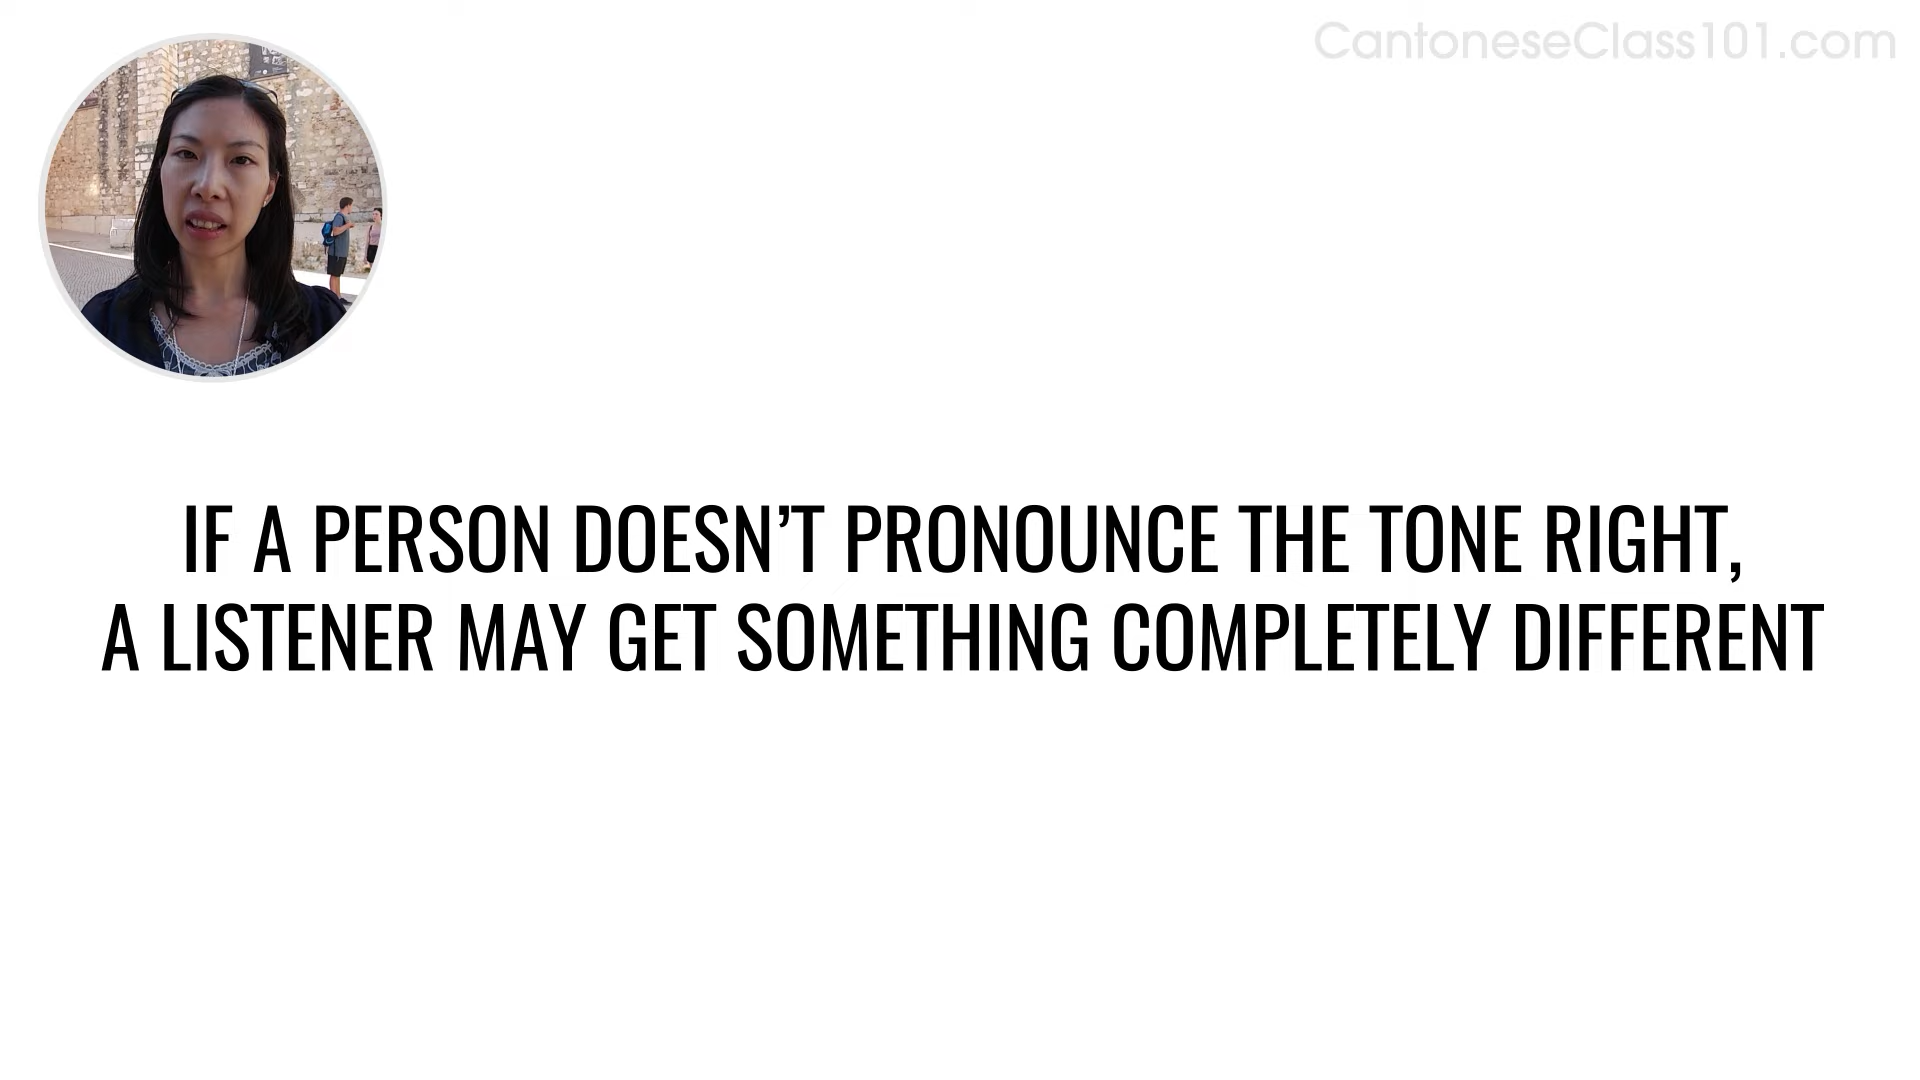 CantoneseClass101.com
IF A PERSON DOESN’T PRONOUNCE THE TONE RIGHT,
A LISTENER MAY GET SOMETHING COMPLETELY DIFFERENT